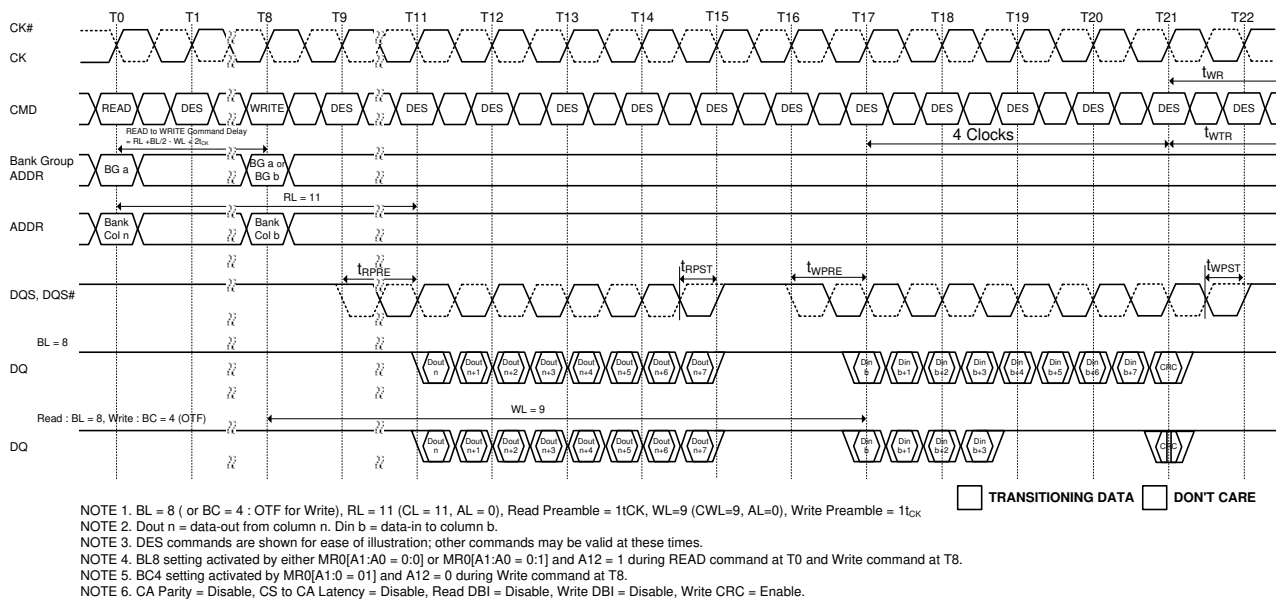 T0 T1 T8 T9 T11 T12 T13 T14 T15 T16 T17 T18 T19 T20 T21 T22
CK#
CK
tWR
CMD READ DES WRITE DES DES DES DES DES DES DES DES DES DES DES DES DES
READ to WRITE Command Delay
= RL +BL/2 - WL + 2tCK
4 Clocks
tWTR
Bank Group
ADDR
BG a
BG a or
BG b
RL = 11
ADDR
Bank
Col n
Bank
Col b
tRPRE tRPST tWPRE tWPST
DQS, DQS#
BL = 8
DQ
Dout
n
Dout
n+1
Dout
n+2
Dout
n+3
Dout
n+4
Dout
n+5
Dout
n+6
Dout
n+7
Din
b
Din
b+1
Din
b+2
Din
b+3
Din
b+4
Din
b+5
Din
b+6
Din
b+7
CRC
Read : BL = 8, Write : BC = 4 (OTF)
WL = 9
DQ
Dout
n
Dout
n+1
Dout
n+2
Dout
n+3
Dout
n+4
Dout
n+5
Dout
n+6
Dout
n+7
Din
b
Din
b+1
Din
b+2
Din
b+3
CRC
TRANSITIONING DATA DON'T CARE
NOTE 1. BL = 8 ( or BC = 4 : OTF for Write), RL = 11 (CL = 11, AL = 0), Read Preamble = 1tCK, WL=9 (CWL=9, AL=0), Write Preamble = 1tCK
NOTE 2. Dout n = data-out from column n. Din b = data-in to column b.
NOTE 3. DES commands are shown for ease of illustration; other commands may be valid at these times.
NOTE 4. BL8 setting activated by either MR0[A1:A0 = 0:0] or MR0[A1:A0 = 0:1] and A12 = 1 during READ command at T0 and Write command at T8.
NOTE 5. BC4 setting activated by MR0[A1:0 = 01] and A12 = 0 during Write command at T8.
NOTE 6. CA Parity = Disable, CS to CA Latency = Disable, Read DBI = Disable, Write DBI = Disable, Write CRC = Enable.